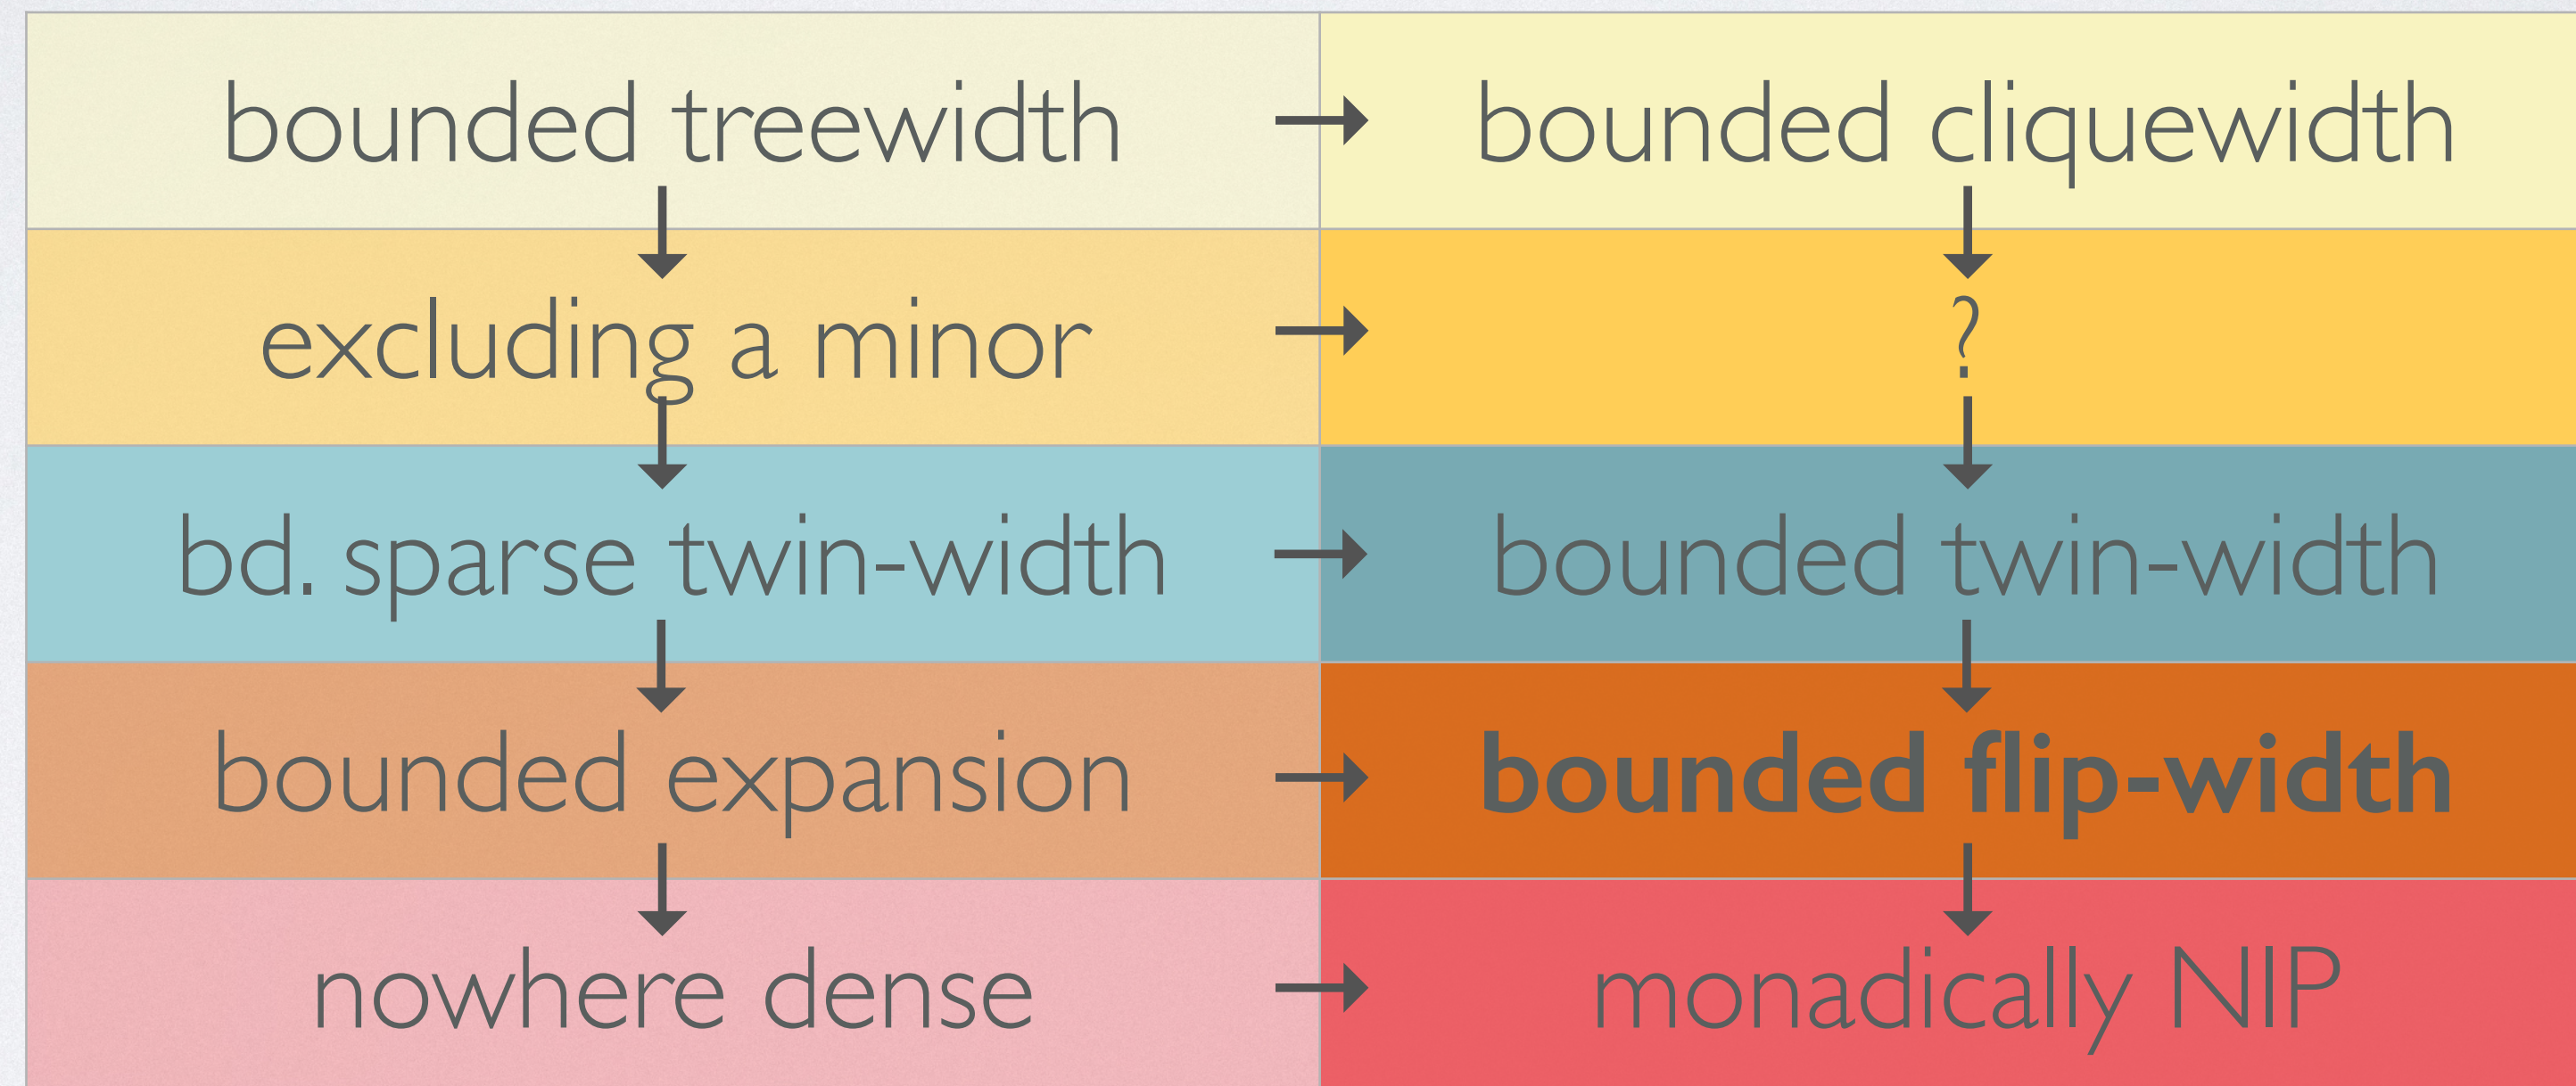 bounded treewidth → bounded cliquewidth
excluding a minor → ?
bd. sparse twin-width → bounded twin-width
bounded expansion → bounded flip-width
nowhere dense → monadically NIP